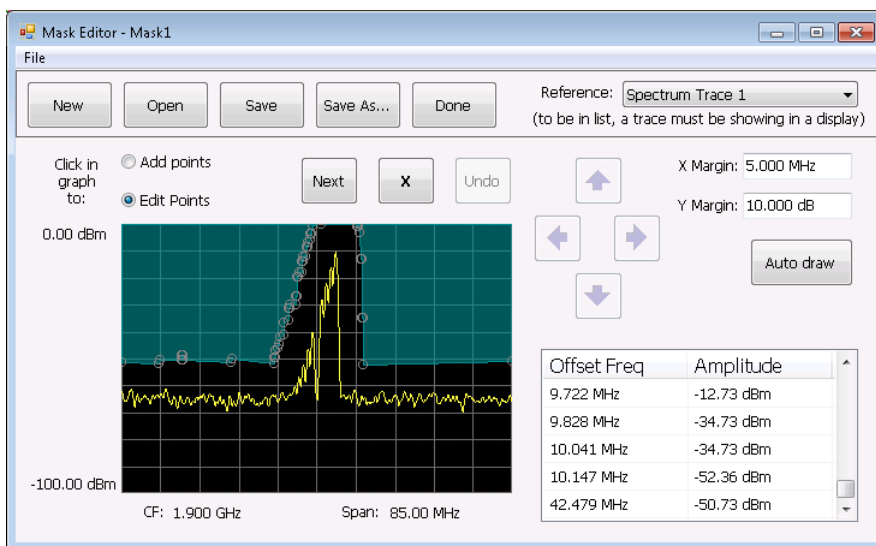 Mask Editor - Mask1
File
New Open Save Save As... Done
Reference: Spectrum Trace 1
(to be in list, a trace must be showing in a display)
Click in graph to:
Add points
Edit Points
Next X Undo
X Margin: 5.000 MHz
Y Margin: 10.000 dB
Auto draw
0.00 dBm
-100.00 dBm
CF: 1.900 GHz Span: 85.00 MHz
Offset Freq Amplitude
9.722 MHz -12.73 dBm
9.828 MHz -34.73 dBm
10.041 MHz -34.73 dBm
10.147 MHz -52.36 dBm
42.479 MHz -50.73 dBm